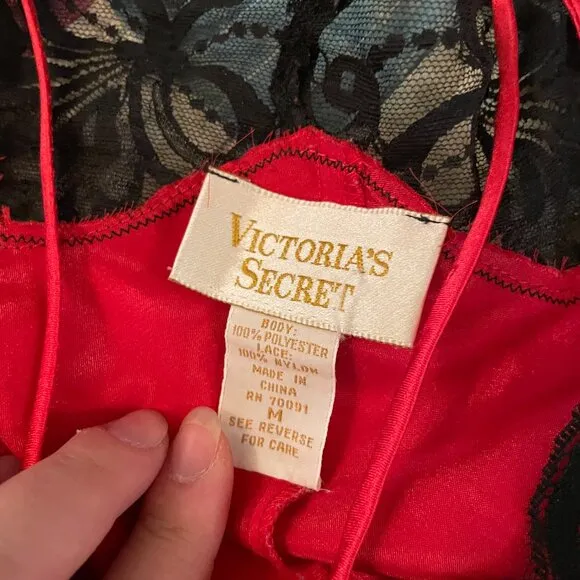 VICTORIA'S
SECRET
BODY:
100% POLYESTER
LACE:
100% NYLON
MADE IN
CHINA
RN 70091
M
SEE REVERSE
FOR CARE